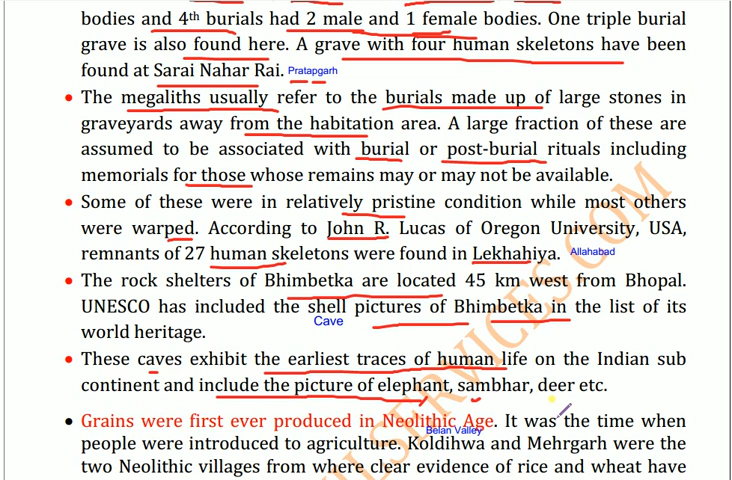 bodies and 4th burials had 2 male and 1 female bodies. One triple burial
grave is also found here. A grave with four human skeletons have been
found at Sarai Nahar Rai. Pratapgarh
The megaliths usually refer to the burials made up of large stones in
graveyards away from the habitation area. A large fraction of these are
assumed to be associated with burial or post-burial rituals including
memorials for those whose remains may or may not be available.
Some of these were in relatively pristine condition while most others
were warped. According to John R. Lucas of Oregon University, USA,
remnants of 27 human skeletons were found in Lekhahiya. Allahabad
The rock shelters of Bhimbetka are located 45 km west from Bhopal.
UNESCO has included the shell pictures of Bhimbetka in the list of its
Cave
world heritage.
These caves exhibit the earliest traces of human life on the Indian sub
continent and include the picture of elephant, sambhar, deer etc.
Grains were first ever produced in Neolithic Age. It was the time when
Belan Valley
people were introduced to agriculture. Koldihwa and Mehrgarh were the
two Neolithic villages from where clear evidence of rice and wheat have
ILSERVICES.COM